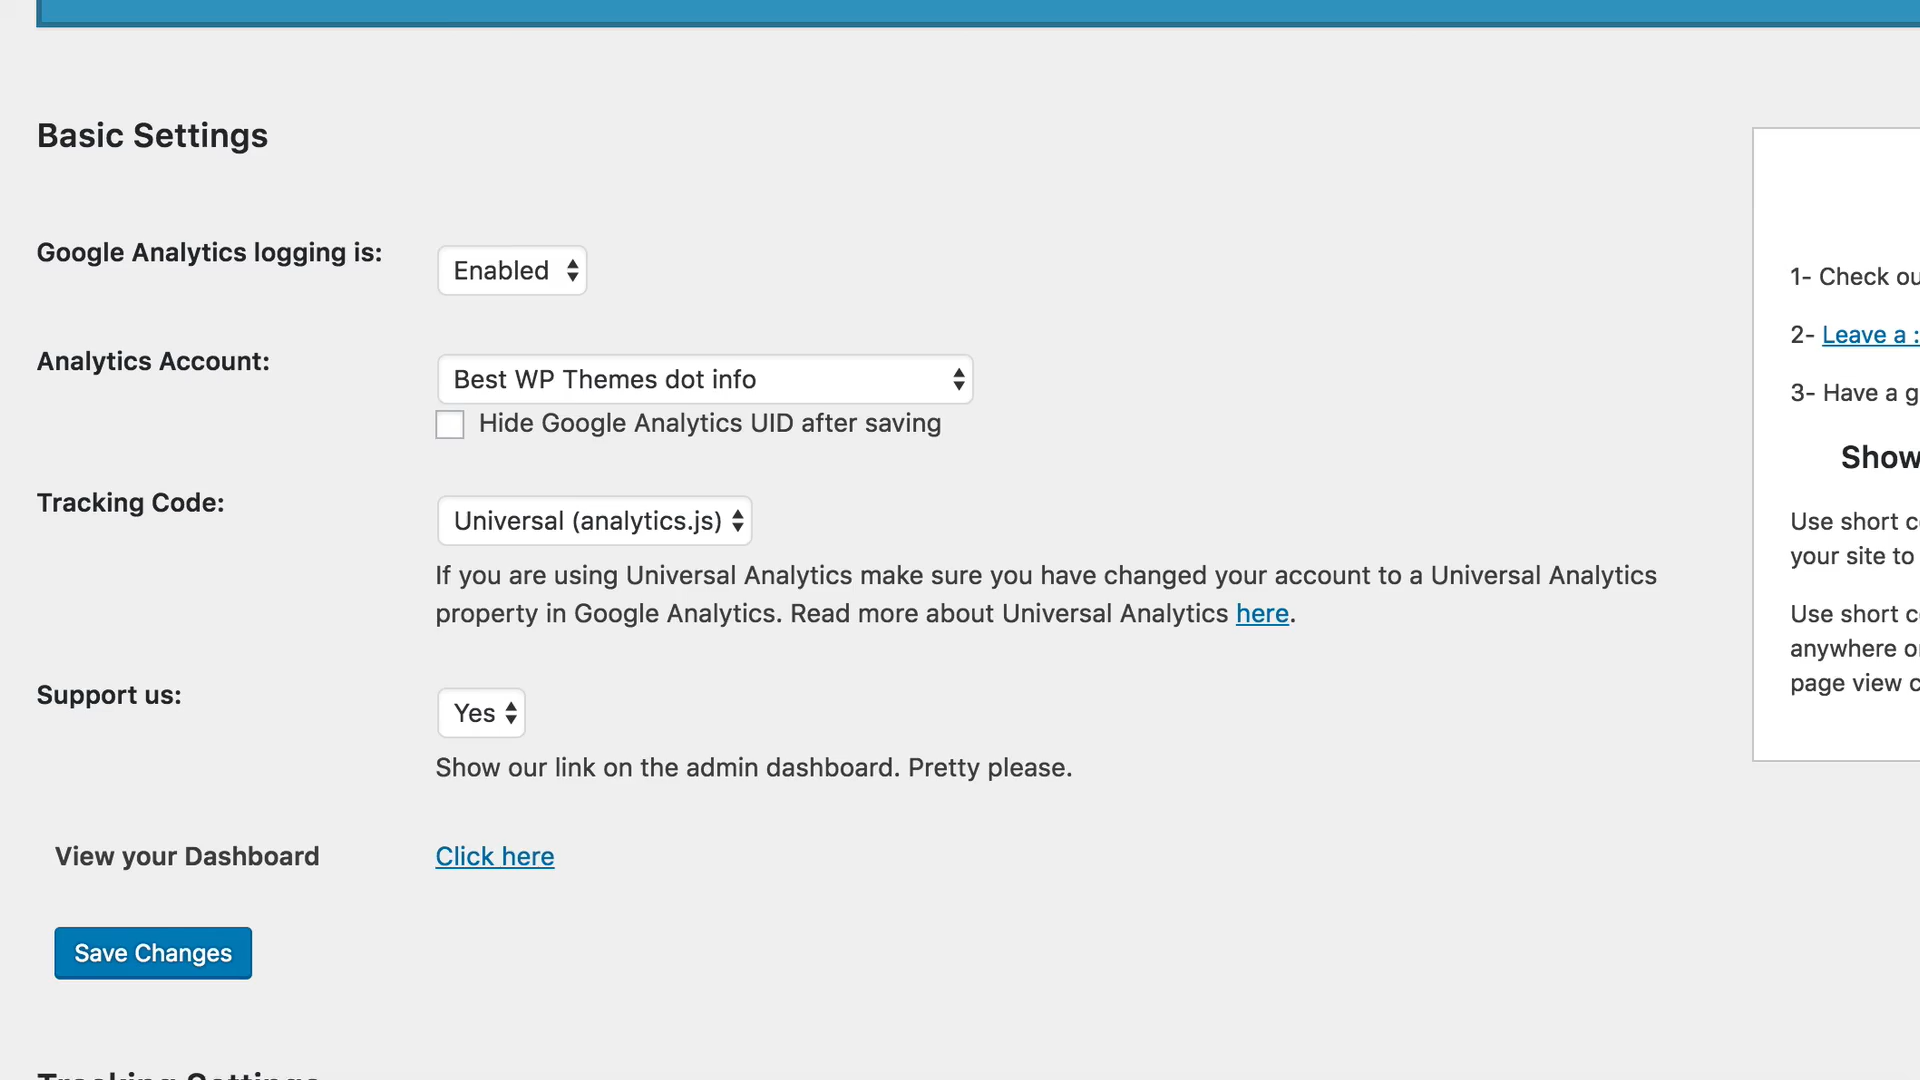 Basic Settings
Google Analytics logging is:
Enabled
Analytics Account:
Best WP Themes dot info
Hide Google Analytics UID after saving
Tracking Code:
Universal (analytics.js)
If you are using Universal Analytics make sure you have changed your account to a Universal Analytics
property in Google Analytics. Read more about Universal Analytics here.
Support us:
Yes
Show our link on the admin dashboard. Pretty please.
View your Dashboard
Click here
Save Changes
Tracking Settings
1- Check
2- Leave a
3- Have a
Show
Use short
your site to
Use short
anywhere
page view